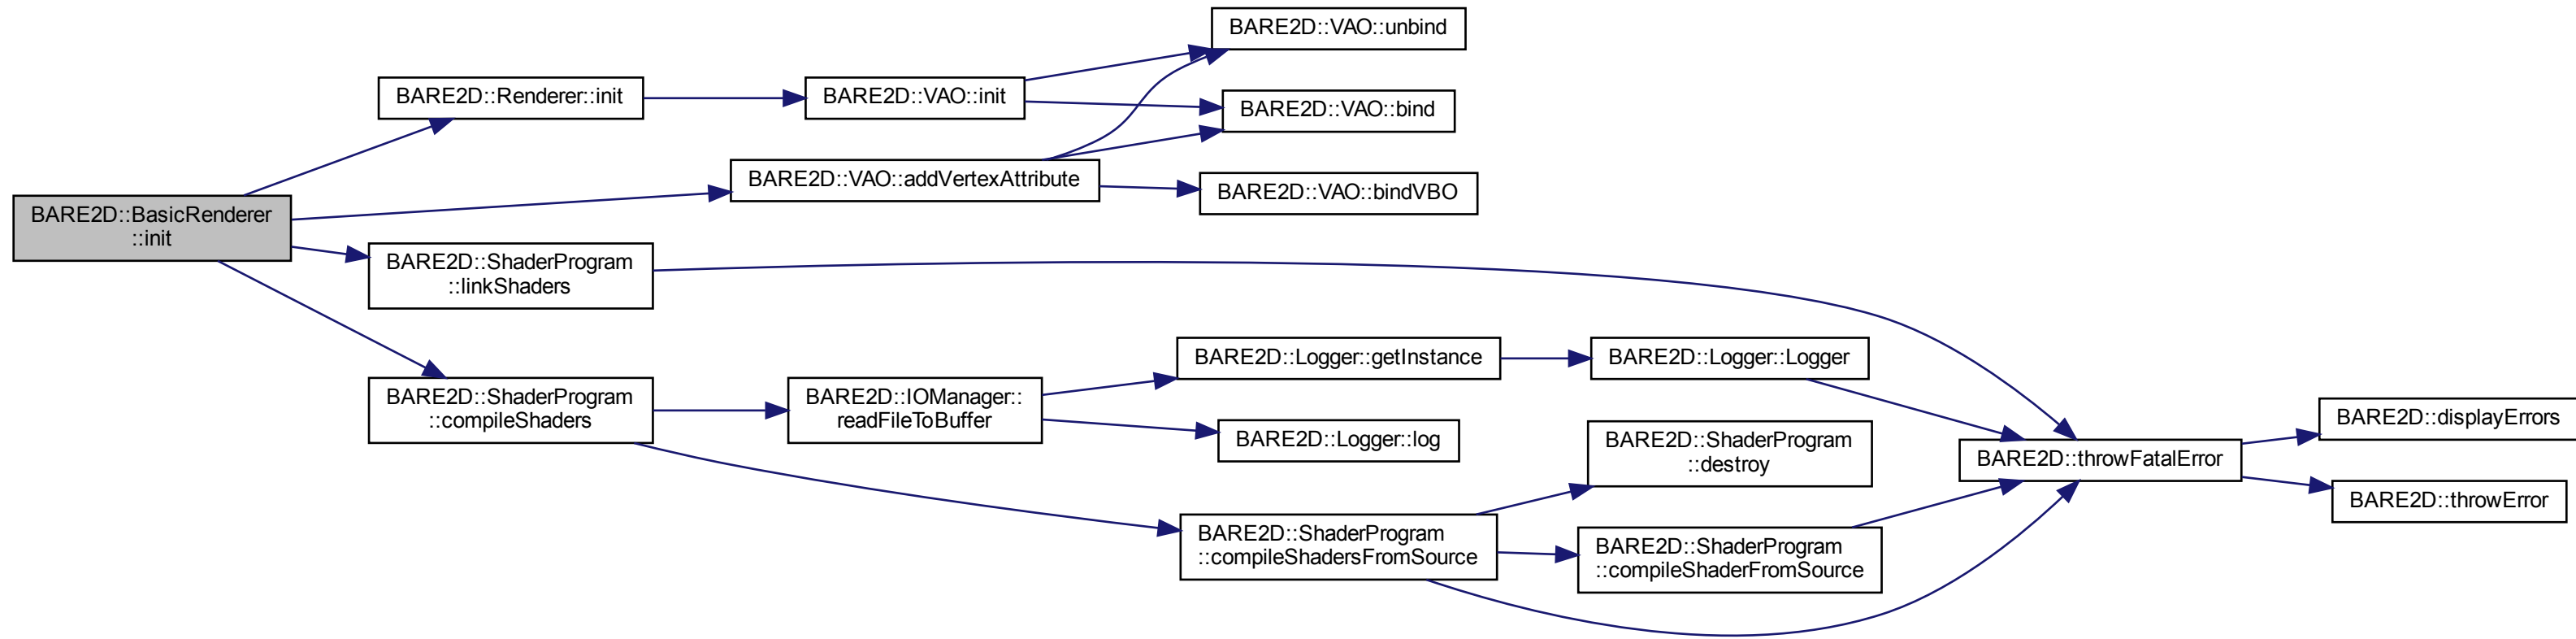 BARE2D::BasicRenderer
::init
BARE2D::Renderer::init
BARE2D::VAO::init
BARE2D::VAO::unbind
BARE2D::VAO::bind
BARE2D::VAO::addVertexAttribute
BARE2D::VAO::bindVBO
BARE2D::ShaderProgram
::linkShaders
BARE2D::ShaderProgram
::compileShaders
BARE2D::IOManager::
readFileToBuffer
BARE2D::Logger::getInstance
BARE2D::Logger::Logger
BARE2D::Logger::log
BARE2D::ShaderProgram
::destroy
BARE2D::ShaderProgram
::compileShadersFromSource
BARE2D::ShaderProgram
::compileShaderFromSource
BARE2D::throwFatalError
BARE2D::displayErrors
BARE2D::throwError